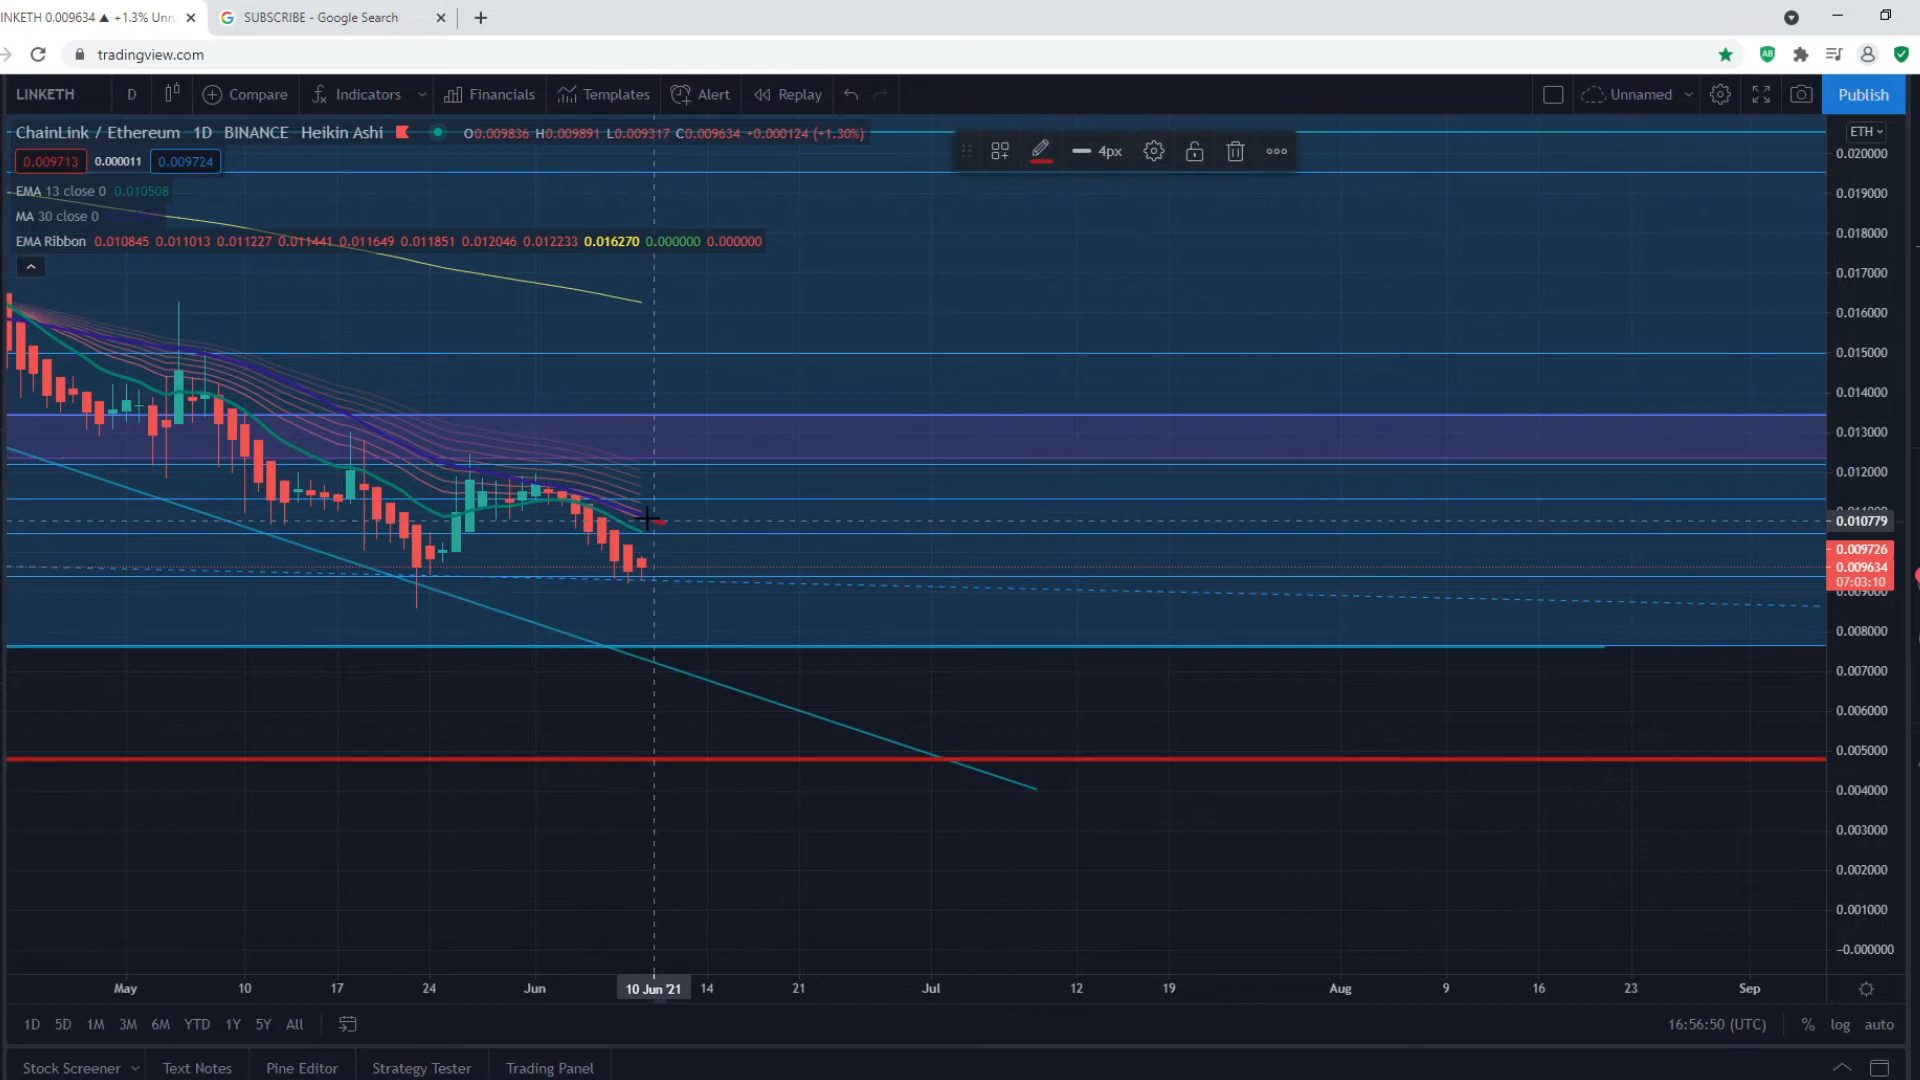 INKETH 0.009634 ▲ +1.3% Unn
SUBSCRIBE - Google Search
tradingview.com
LINKETH D Compare Indicators Financials Templates Alert Replay Unnamed Publish
ChainLink / Ethereum 1D BINANCE Heikin Ashi O0.009836 H0.009891 L0.009317 C0.009634 +0.000124 (+1.30%)
4px
ETH
0.009713 0.000011 0.009724
EMA 13 close 0 0.010508
MA 30 close 0
EMA Ribbon 0.010845 0.011013 0.011227 0.011441 0.011649 0.011851 0.012046 0.012233 0.016270 0.000000 0.000000
0.020000
0.019000
0.018000
0.017000
0.016000
0.015000
0.014000
0.013000
0.012000
0.010779
0.009726
0.009634
07:03:10
0.008000
0.007000
0.006000
0.005000
0.004000
0.003000
0.002000
0.001000
−0.000000
May 10 17 24 Jun 10 Jun '21 14 21 Jul 12 19 Aug 9 16 23 Sep
1D 5D 1M 3M 6M YTD 1Y 5Y All 16:56:50 (UTC) % log auto
Stock Screener Text Notes Pine Editor Strategy Tester Trading Panel